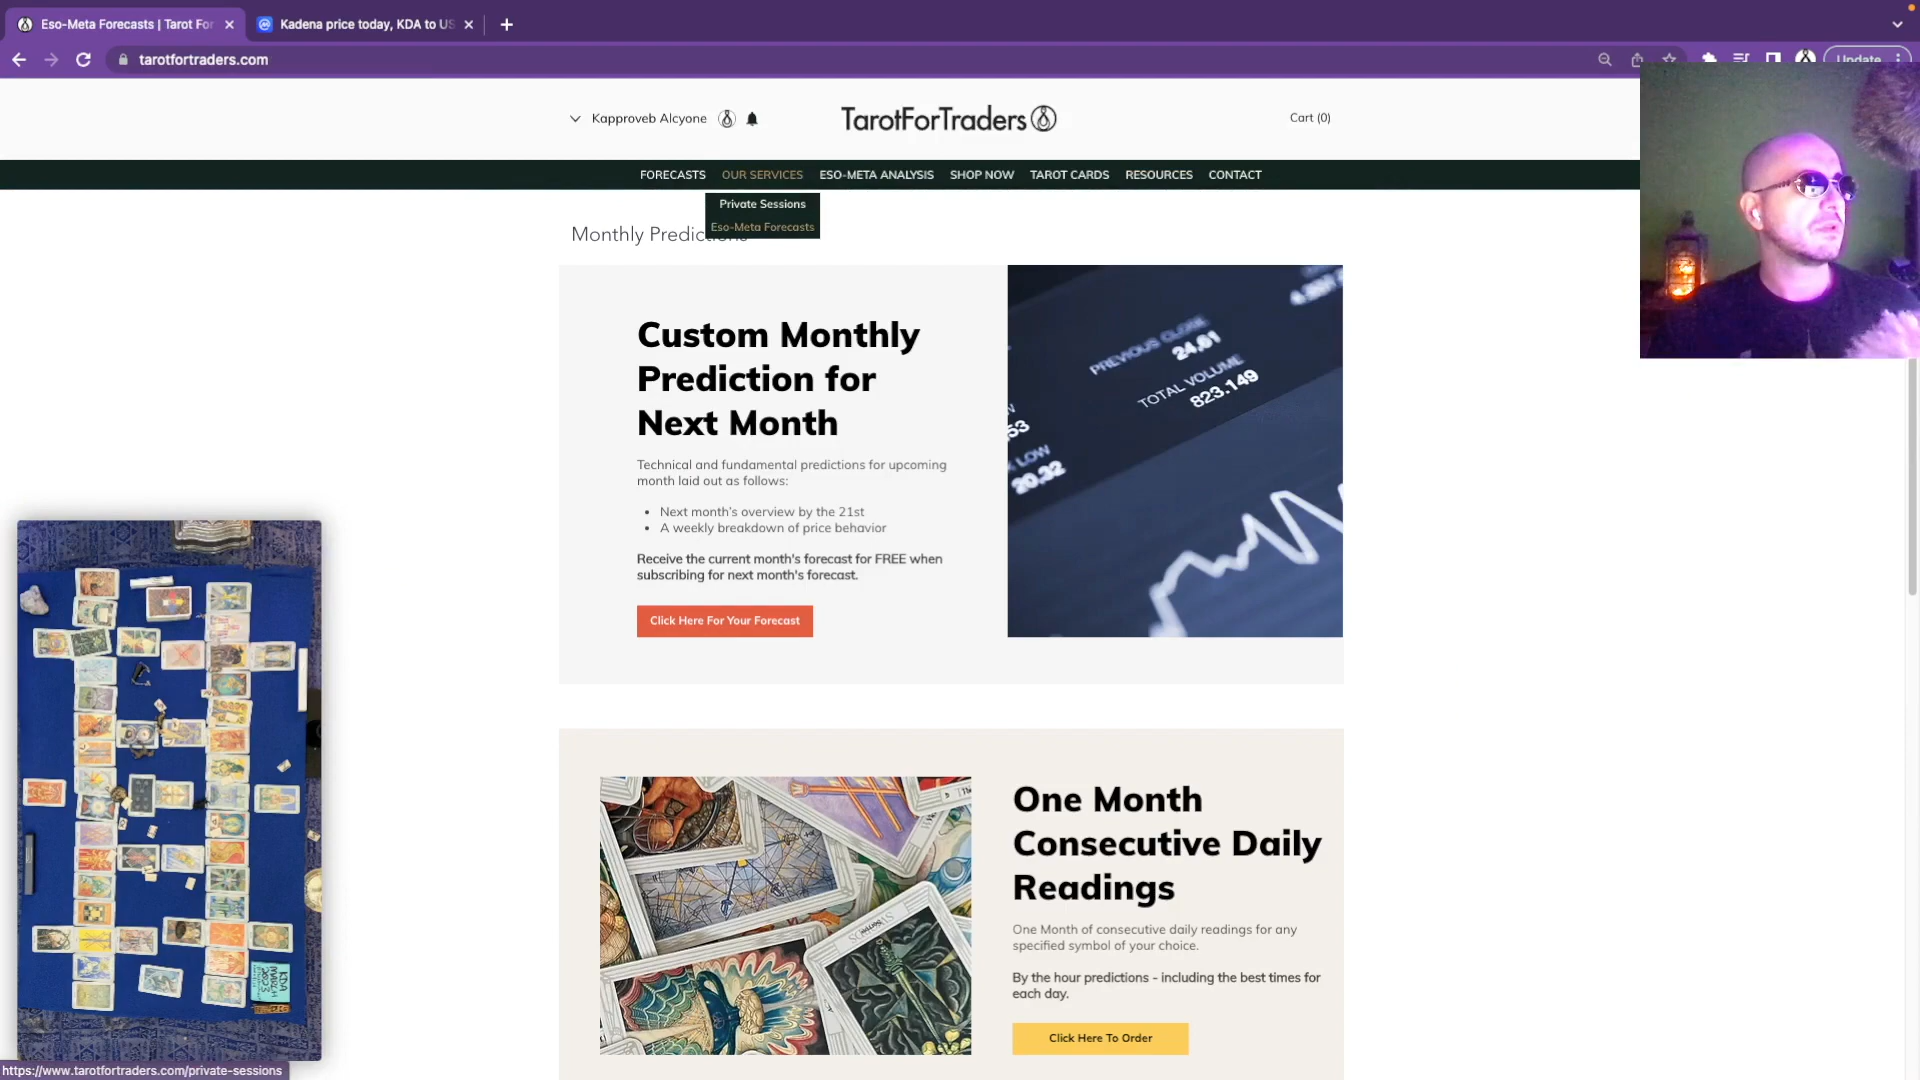 Eso-Meta Forecasts | Tarot For
Kadena price today, KDA to US
tarotfortraders.com
Update
Kapproveb Alcyone
TarotForTraders
Cart (0)
FORECASTS
OUR SERVICES
ESO-META ANALYSIS
SHOP NOW
TAROT CARDS
RESOURCES
CONTACT
Private Sessions
Eso-Meta Forecasts
Monthly Predictions
Custom Monthly
Prediction for
Next Month
Technical and fundamental predictions for upcoming
month laid out as follows:
Next month's overview by the 21st
A weekly breakdown of price behavior
Receive the current month's forecast for FREE when
subscribing for next month's forecast.
Click Here For Your Forecast
PREVIOUS CLOSE
24,61
TOTAL VOLUME
823.149
LOW
20,32
One Month
Consecutive Daily
Readings
One Month of consecutive daily readings for any
specified symbol of your choice.
By the hour predictions - including the best times for
each day.
Click Here To Order
KDA
MARCH
2023
https://www.tarotfortraders.com/private-sessions